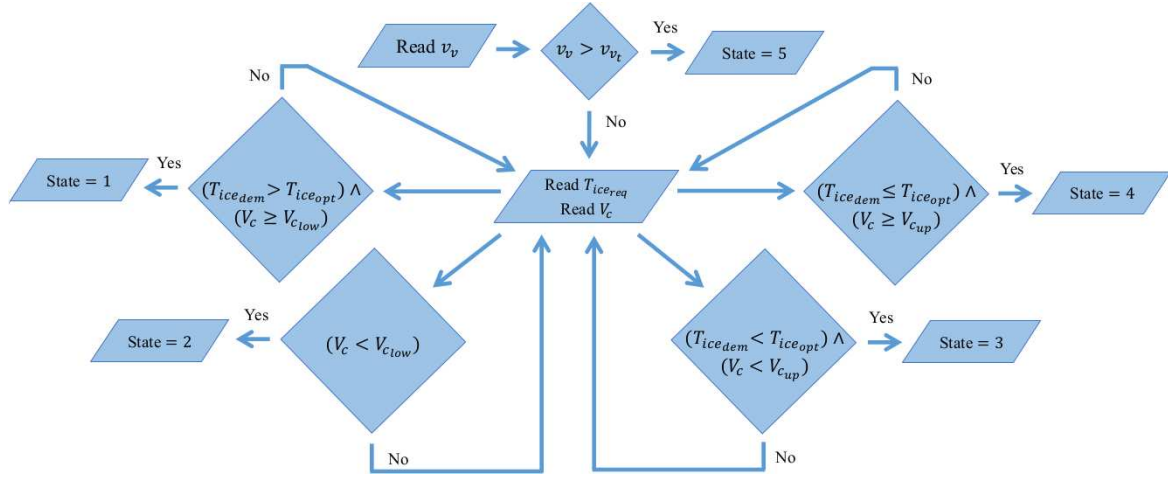 Read v_v
v_v > v_{v_t}
Yes
State = 5
No
No
No
Yes
State = 1
(T_{ice_{dem}} > T_{ice_{opt}}) ∧
(V_c ≥ V_{c_{low}})
Read T_{ice_{req}}
Read V_c
(T_{ice_{dem}} ≤ T_{ice_{opt}}) ∧
(V_c ≥ V_{c_{up}})
Yes
State = 4
Yes
State = 2
(V_c < V_{c_{low}})
(T_{ice_{dem}} < T_{ice_{opt}}) ∧
(V_c < V_{c_{up}})
Yes
State = 3
No
No